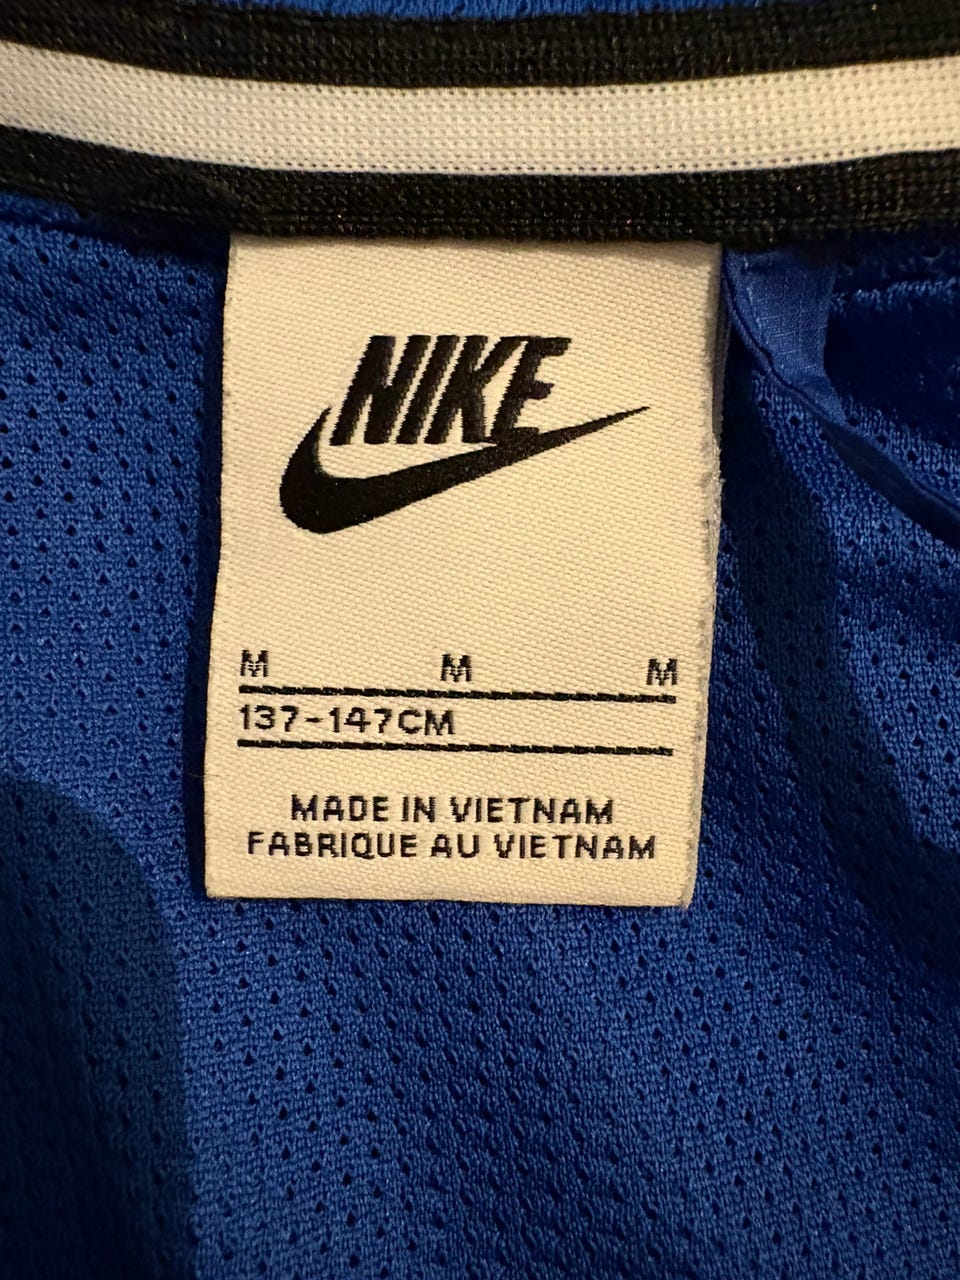 NIKE
M M M
137-147CM
MADE IN VIETNAM
FABRIQUE AU VIETNAM